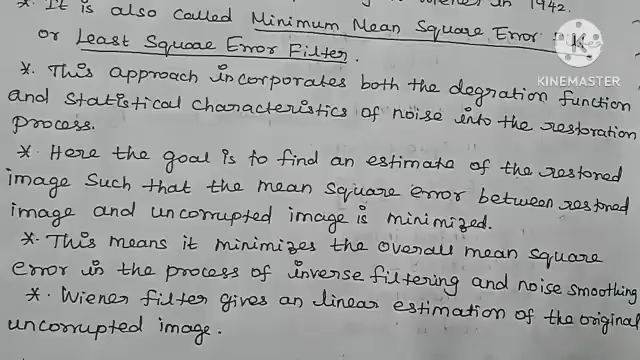 Wiener in 1942.
*. It is also called Minimum Mean Square Error
or Least Square Error Filter.
KINEMASTER
*. This approach incorporates both the degration function
and statistical characteristics of noise into the restoration
process.
*. Here the goal is to find an estimate of the restored
image such that the mean square error between restored
image and uncorrupted image is minimized.
*. This means it minimizes the overall mean square
error in the process of inverse filtering and noise smoothing
*. Wiener filter gives an linear estimation of the original
uncorrupted image.